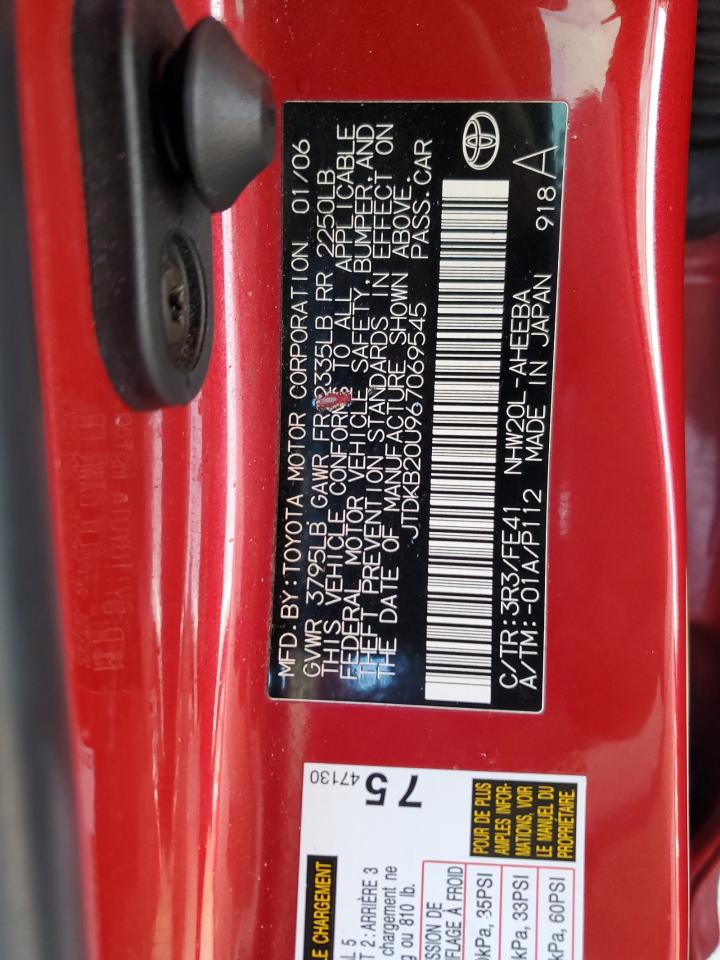 MFD.BY:TOYOTA MOTOR CORPORATION 01/06
GVWR 3795LB GAWR FR 2335LB RR 2250LB
THIS VEHICLE CONFORMS TO ALL APPLICABLE
FEDERAL MOTOR VEHICLE SAFETY,BUMPER,AND
THEFT PREVENTION STANDARDS IN EFFECT ON
THE DATE OF MANUFACTURE SHOWN ABOVE.
JTDKB20U967069545 PASS.CAR
C/TR:3R3/FE41 NHW20L-AHEEBA
A/TM:-01A/P112 MADE IN JAPAN 918 A
47130
75
LE CHARGEMENT
AL 5
T 2:ARRIÈRE 3
chargement ne
g ou 810 lb.
SSION DE
FLAGE À FROID
kPa, 35PSI
kPa, 33PSI
kPa, 60PSI
POUR DE PLUS
AMPLES INFOR-
MATIONS, VOIR
LE MANUEL DU
PROPRIÉTAIRE